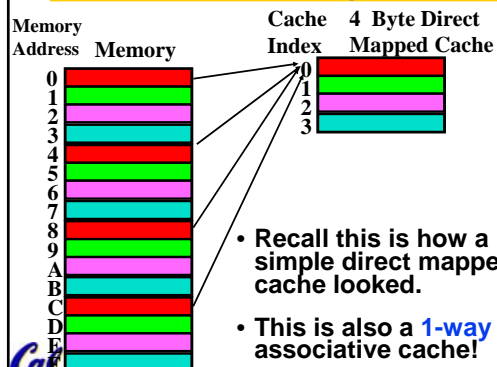 Memory
Address Memory
Cache 4 Byte Direct
Index Mapped Cache
0
1
2
3
4
5
6
7
8
9
A
B
C
D
E
F
0
1
2
3
• Recall this is how a
simple direct mappe
cache looked.
• This is also a 1-way
associative cache!
Cal